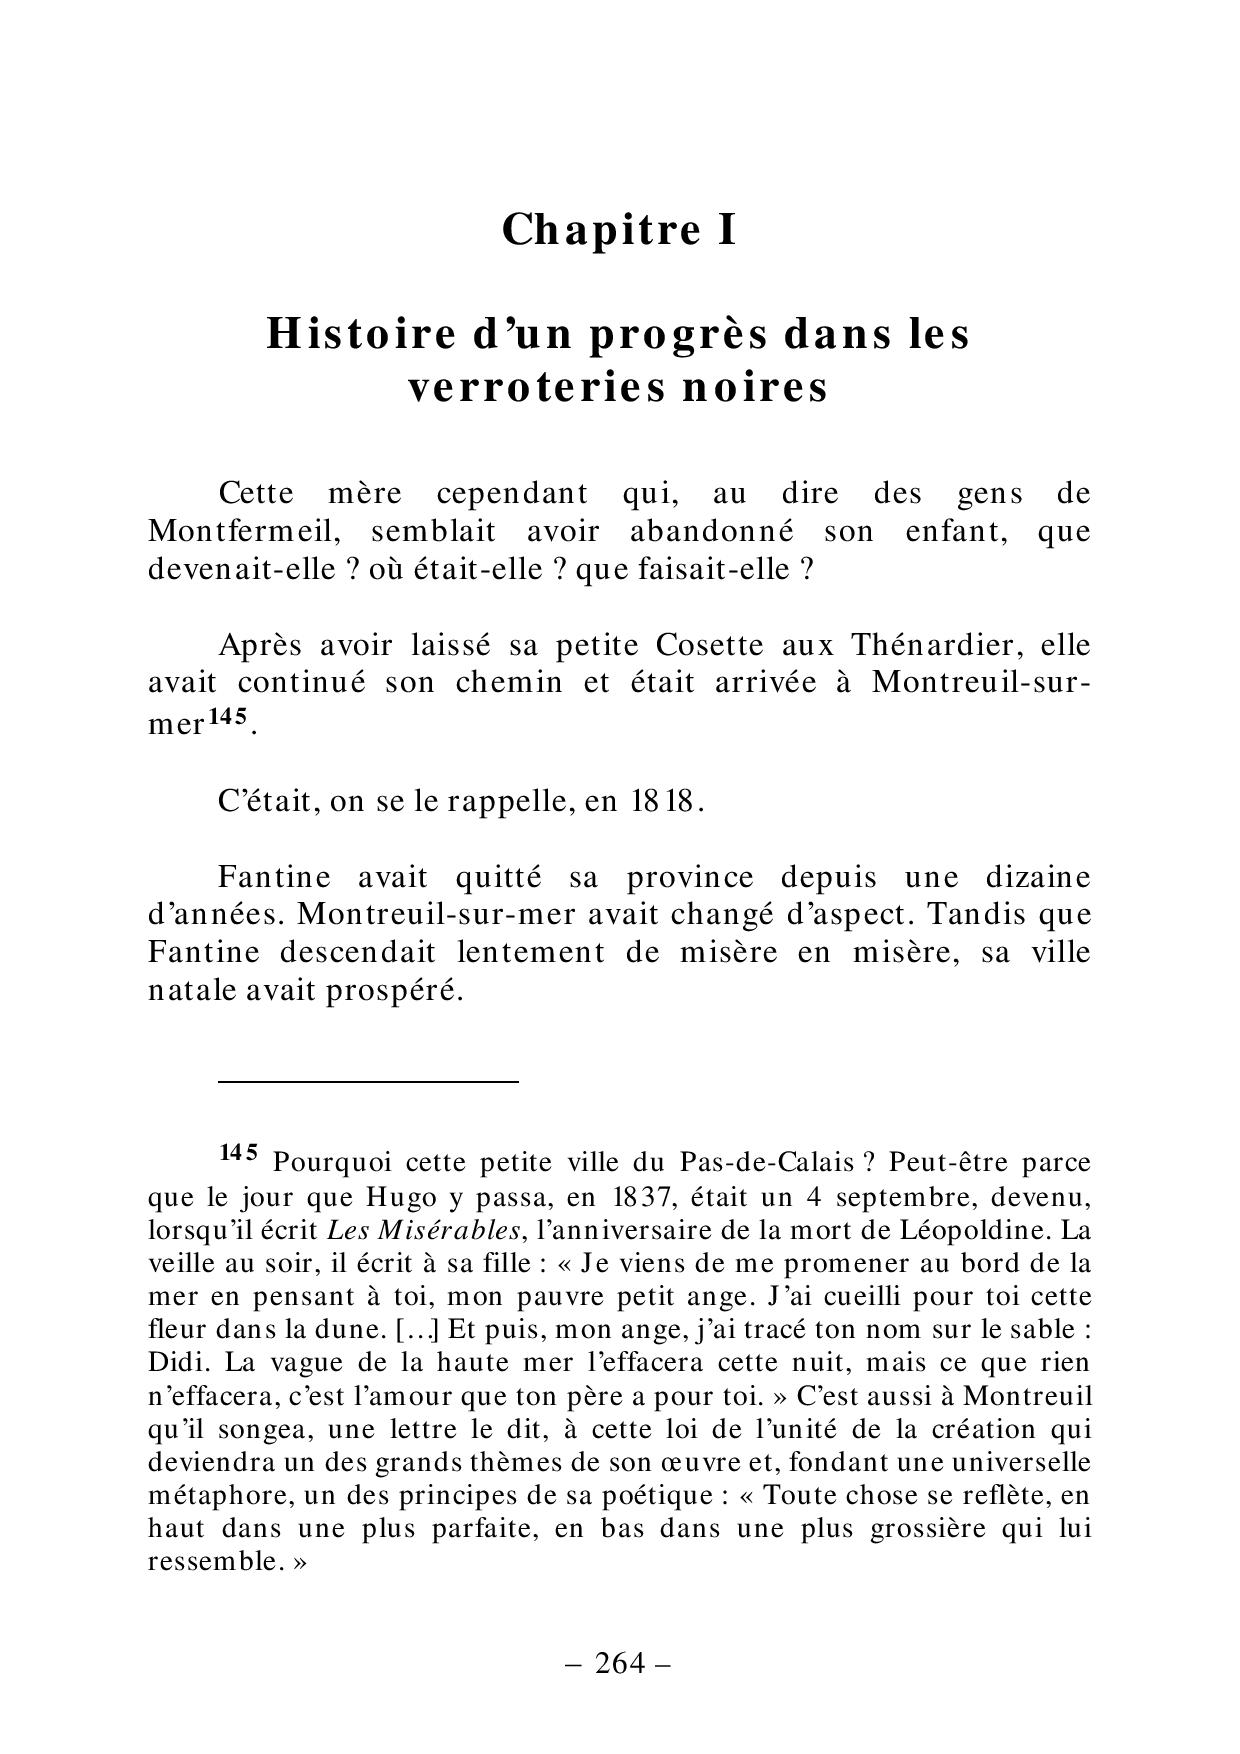 Chapitre I
Histoire d’un progrès dans les
verroteries noires
Cette mère cependant qui, au dire des gens de
Montfermeil, semblait avoir abandonné son enfant, que
devenait-elle ? où était-elle ? que faisait-elle ?
Après avoir laissé sa petite Cosette aux Thénardier, elle
avait continué son chemin et était arrivée à Montreuil-sur-
mer145.
C’était, on se le rappelle, en 1818.
Fantine avait quitté sa province depuis une dizaine
d’années. Montreuil-sur-mer avait changé d’aspect. Tandis que
Fantine descendait lentement de misère en misère, sa ville
natale avait prospéré.
145 Pourquoi cette petite ville du Pas-de-Calais ? Peut-être parce
que le jour que Hugo y passa, en 1837, était un 4 septembre, devenu,
lorsqu’il écrit Les Misérables, l’anniversaire de la mort de Léopoldine. La
veille au soir, il écrit à sa fille : « Je viens de me promener au bord de la
mer en pensant à toi, mon pauvre petit ange. J’ai cueilli pour toi cette
fleur dans la dune. […] Et puis, mon ange, j’ai tracé ton nom sur le sable :
Didi. La vague de la haute mer l’effacera cette nuit, mais ce que rien
n’effacera, c’est l’amour que ton père a pour toi. » C’est aussi à Montreuil
qu’il songea, une lettre le dit, à cette loi de l’unité de la création qui
deviendra un des grands thèmes de son œuvre et, fondant une universelle
métaphore, un des principes de sa poétique : « Toute chose se reflète, en
haut dans une plus parfaite, en bas dans une plus grossière qui lui
ressemble. »
– 264 –